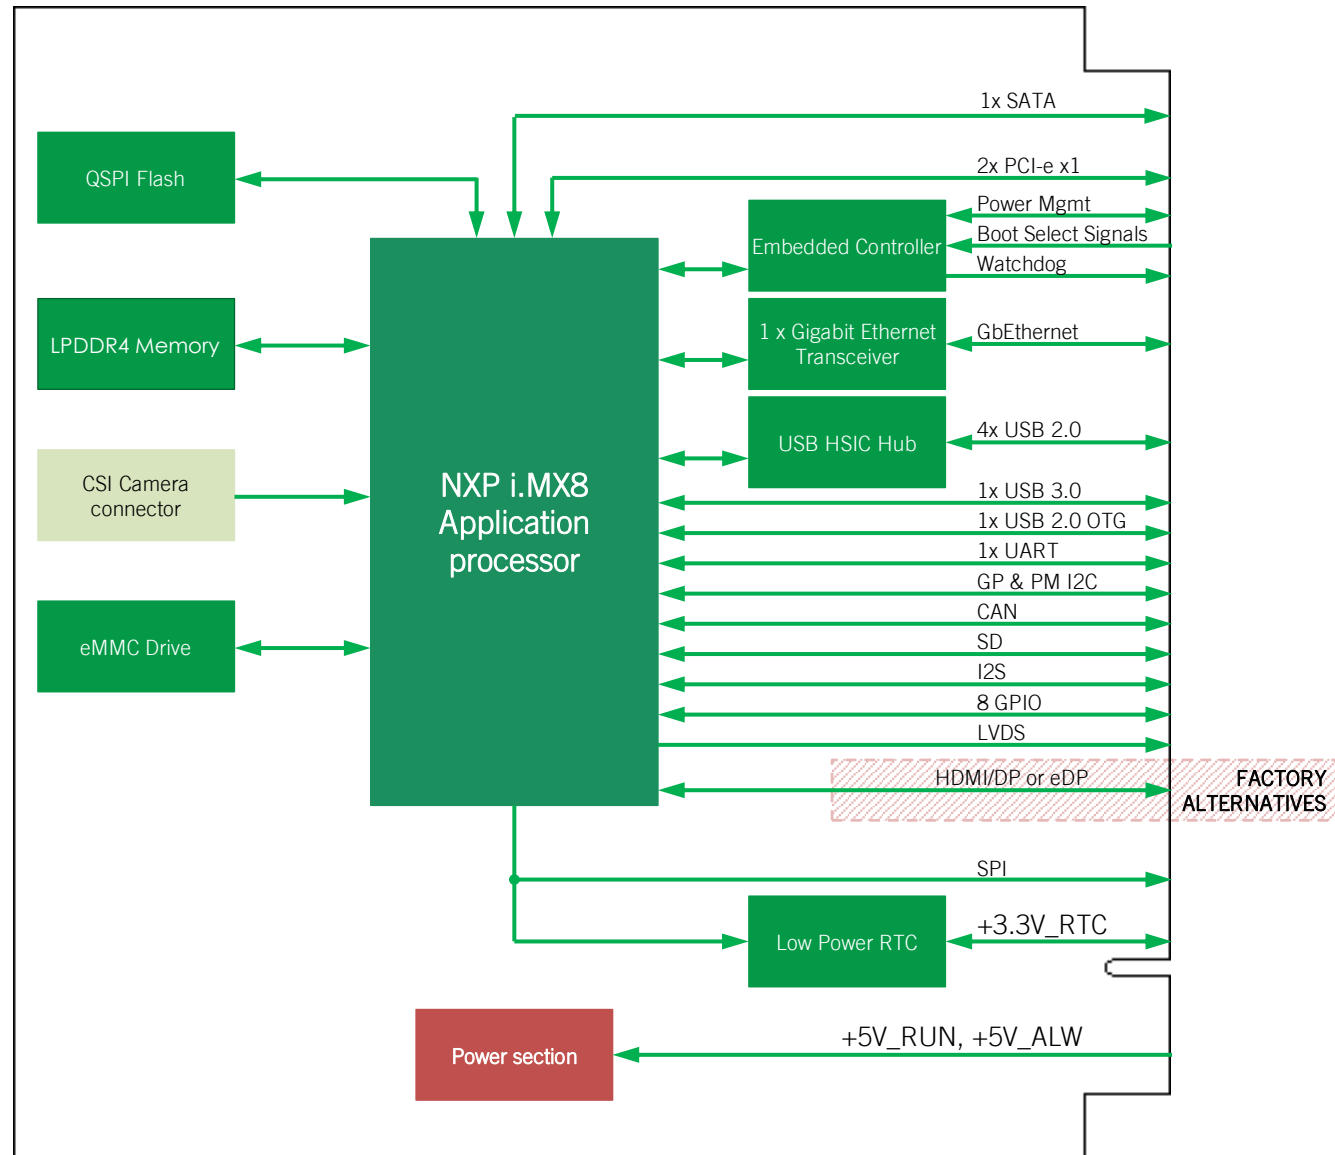 1x SATA
QSPI Flash
2x PCI-e x1
Power Mgmt
Embedded Controller
Boot Select Signals
Watchdog
LPDDR4 Memory
1 x Gigabit Ethernet
Transceiver
GbEthernet
USB HSIC Hub
4x USB 2.0
CSI Camera
connector
NXP i.MX8
Application
processor
1x USB 3.0
1x USB 2.0 OTG
1x UART
GP & PM I2C
CAN
eMMC Drive
SD
I2S
8 GPIO
LVDS
HDMI/DP or eDP
FACTORY
ALTERNATIVES
SPI
Low Power RTC
+3.3V_RTC
Power section
+5V_RUN, +5V_ALW